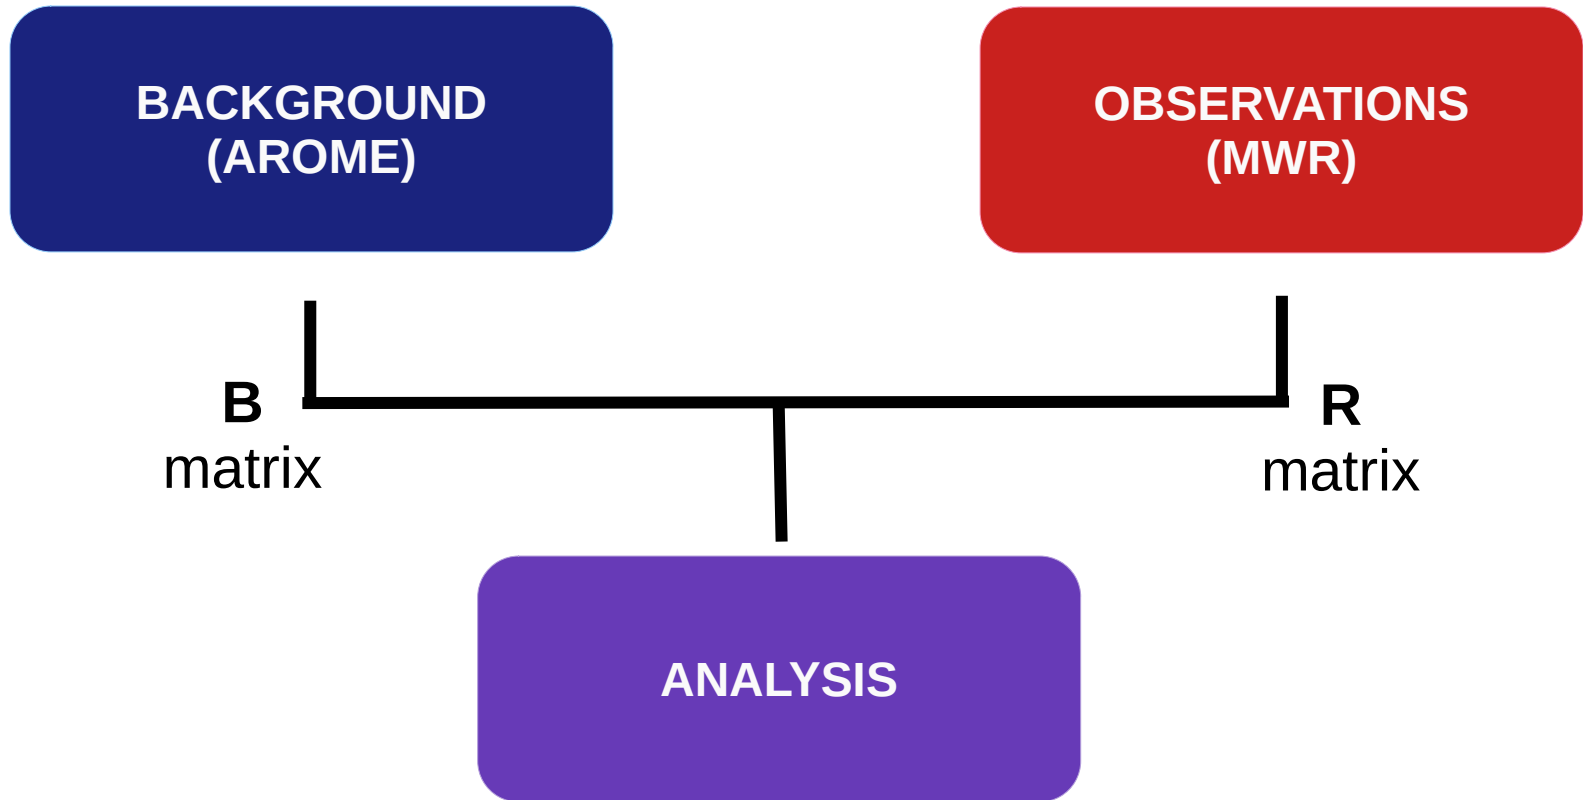 BACKGROUND
(AROME)
OBSERVATIONS
(MWR)
B
matrix
R
matrix
ANALYSIS